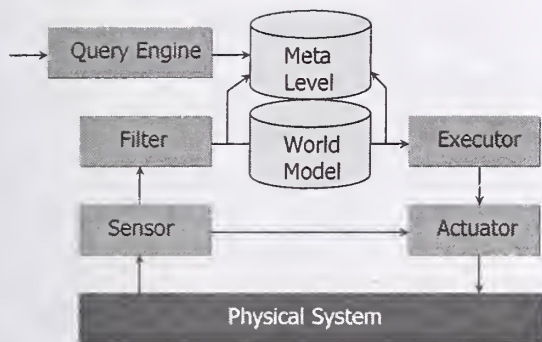 Query Engine
Meta
Level
Filter
World
Model
Executor
Sensor
Actuator
Physical System